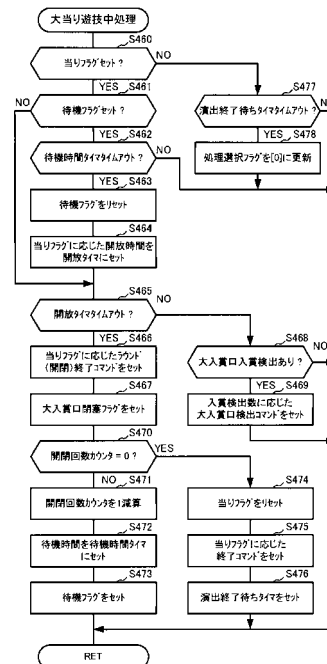 大当り遊技中処理
S460
当りフラグセット?
NO
YES
S461
S477
NO
待機フラグセット?
演出終了待ちタイマタイムアウト?
NO
YES
S462
YES
S478
待機時間タイマタイムアウト?
NO
処理選択フラグを[0]に更新
YES
S463
待機フラグをリセット
S464
当りフラグに応じた開放時間を
開放タイマにセット
S465
開放タイマタイムアウト?
NO
YES
S466
S468
当りフラグに応じたラウンド
(開閉)終了コマンドをセット
大入賞口入賞検出あり?
NO
S467
YES
S469
大入賞口閉塞フラグをセット
入賞検出数に応じた
大入賞口検出コマンドをセット
S470
開閉回数カウンタ=0?
YES
NO
S471
S474
開閉回数カウンタを1減算
当りフラグをリセット
S472
S475
待機時間を待機時間タイマ
にセット
当りフラグに応じた
終了コマンドをセット
S473
S476
待機フラグをセット
演出終了待ちタイマをセット
RET